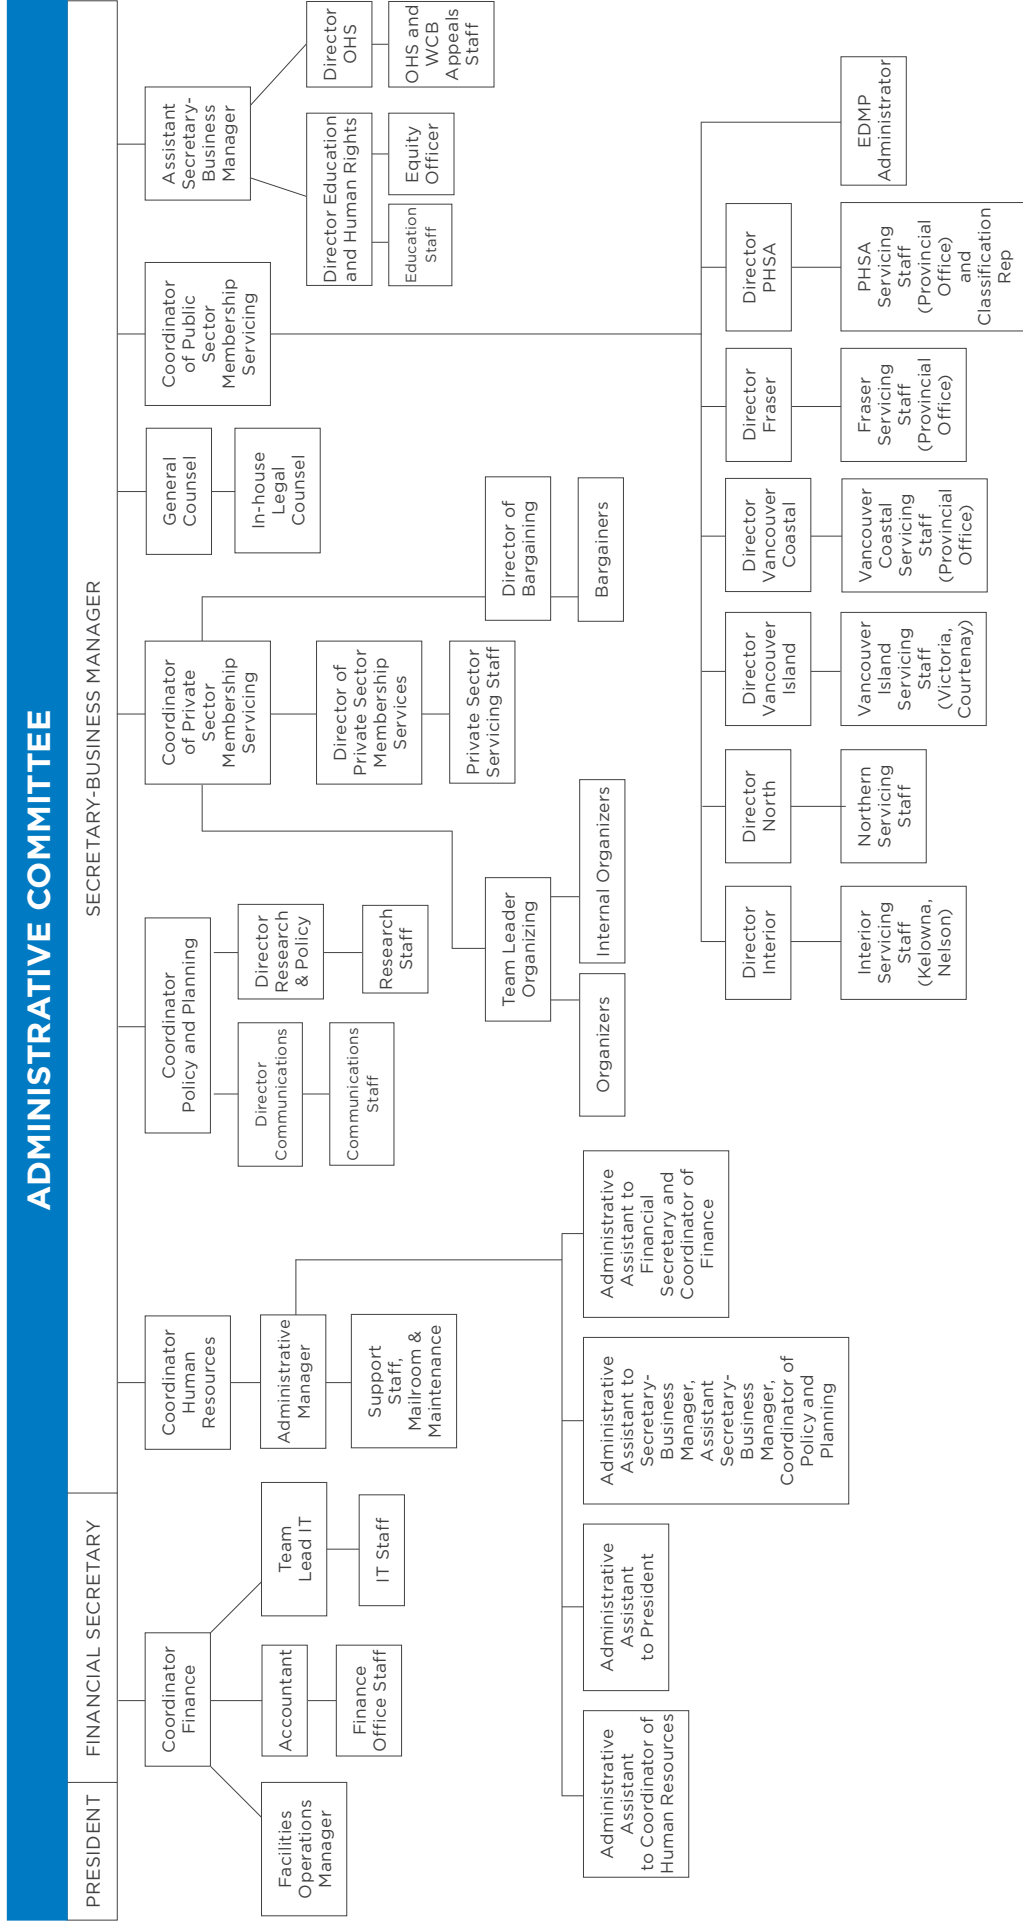 ADMINISTRATIVE COMMITTEE
PRESIDENT
FINANCIAL SECRETARY
SECRETARY-BUSINESS MANAGER
Coordinator
Finance
Facilities
Operations
Manager
Accountant
Finance
Office Staff
Team
Lead IT
IT Staff
Coordinator
Human
Resources
Administrative
Manager
Support
Staff,
Mailroom &
Maintenance
Administrative
Assistant
to Coordinator of
Human Resources
Administrative
Assistant
to President
Administrative
Assistant to
Secretary-
Business
Manager,
Assistant
Secretary-
Business
Manager,
Coordinator of
Policy and
Planning
Administrative
Assistant to
Financial
Secretary and
Coordinator of
Finance
Coordinator
Policy and Planning
Director
Communications
Communications
Staff
Director
Research
& Policy
Research
Staff
Coordinator
of Private
Sector
Membership
Servicing
Team Leader
Organizing
Organizers
Internal Organizers
Director of
Private Sector
Membership
Services
Private Sector
Servicing Staff
Director of
Bargaining
Bargainers
General
Counsel
In-house
Legal
Counsel
Coordinator
of Public
Sector
Membership
Servicing
Director
Interior
Interior
Servicing
Staff
(Kelowna,
Nelson)
Director
North
Northern
Servicing
Staff
Director
Vancouver
Island
Vancouver
Island
Servicing
Staff
(Victoria,
Courtenay)
Director
Vancouver
Coastal
Vancouver
Coastal
Servicing
Staff
(Provincial
Office)
Director
Fraser
Fraser
Servicing
Staff
(Provincial
Office)
Director
PHSA
PHSA
Servicing
Staff
(Provincial
Office)
and
Classification
Rep
EDMP
Administrator
Assistant
Secretary-
Business
Manager
Director Education
and Human Rights
Education
Staff
Equity
Officer
Director
OHS
OHS and
WCB
Appeals
Staff